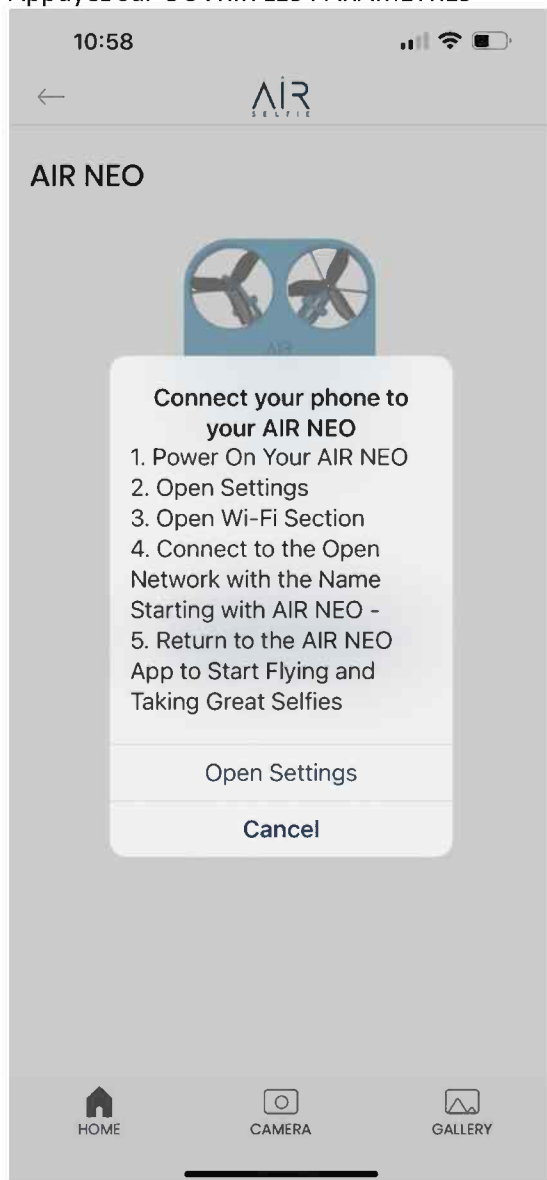 10:58
AIR
SELFIE
AIR NEO
AIR
Connect your phone to
your AIR NEO
1. Power On Your AIR NEO
2. Open Settings
3. Open Wi-Fi Section
4. Connect to the Open
Network with the Name
Starting with AIR NEO -
5. Return to the AIR NEO
App to Start Flying and
Taking Great Selfies
Open Settings
Cancel
HOME
CAMERA
GALLERY